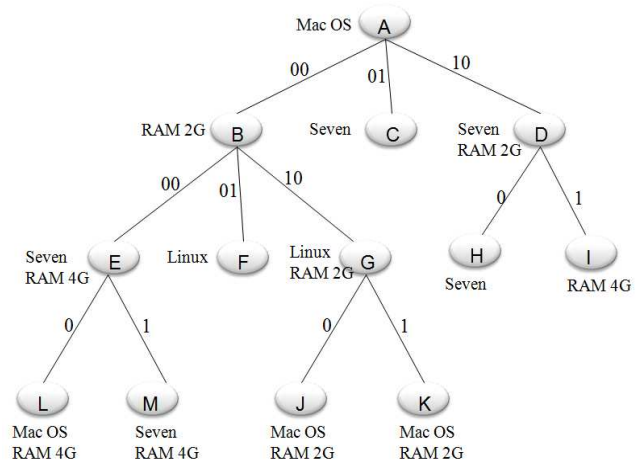 Mac OS A
00 01 10
RAM 2G B Seven C Seven D
RAM 2G
00 01 10 0 1
Seven E Linux F Linux G H I
RAM 4G RAM 2G Seven RAM 4G
0 1 0 1
L M J K
Mac OS Seven Mac OS Mac OS
RAM 4G RAM 4G RAM 2G RAM 2G